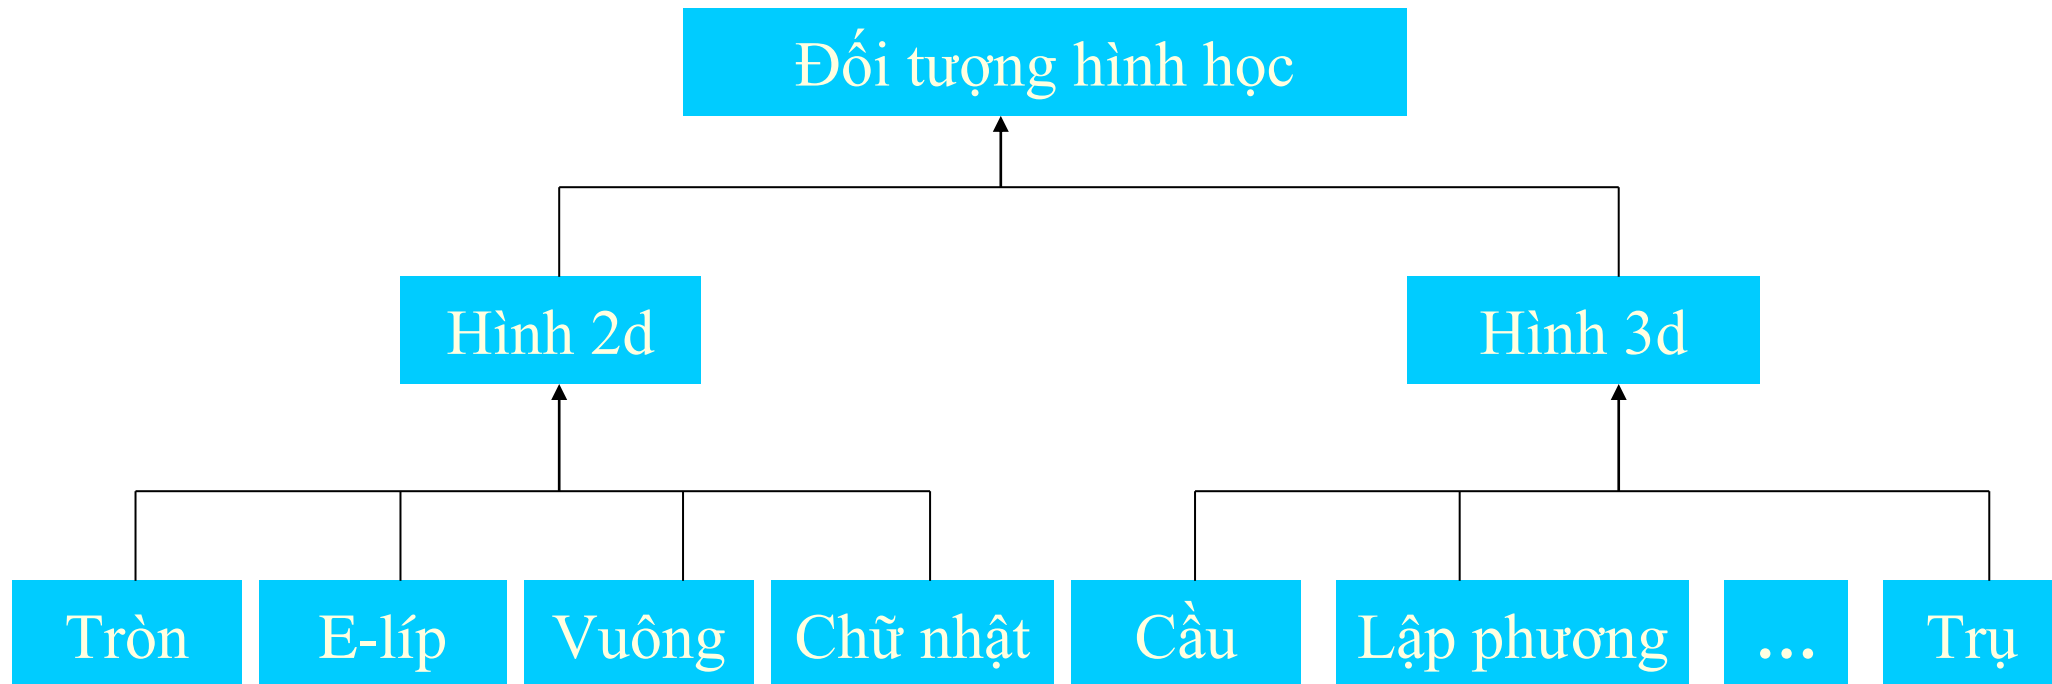 Đối tượng hình học
Hình 2d
Hình 3d
Tròn
E-líp
Vuông
Chữ nhật
Cầu
Lập phương
...
Trụ